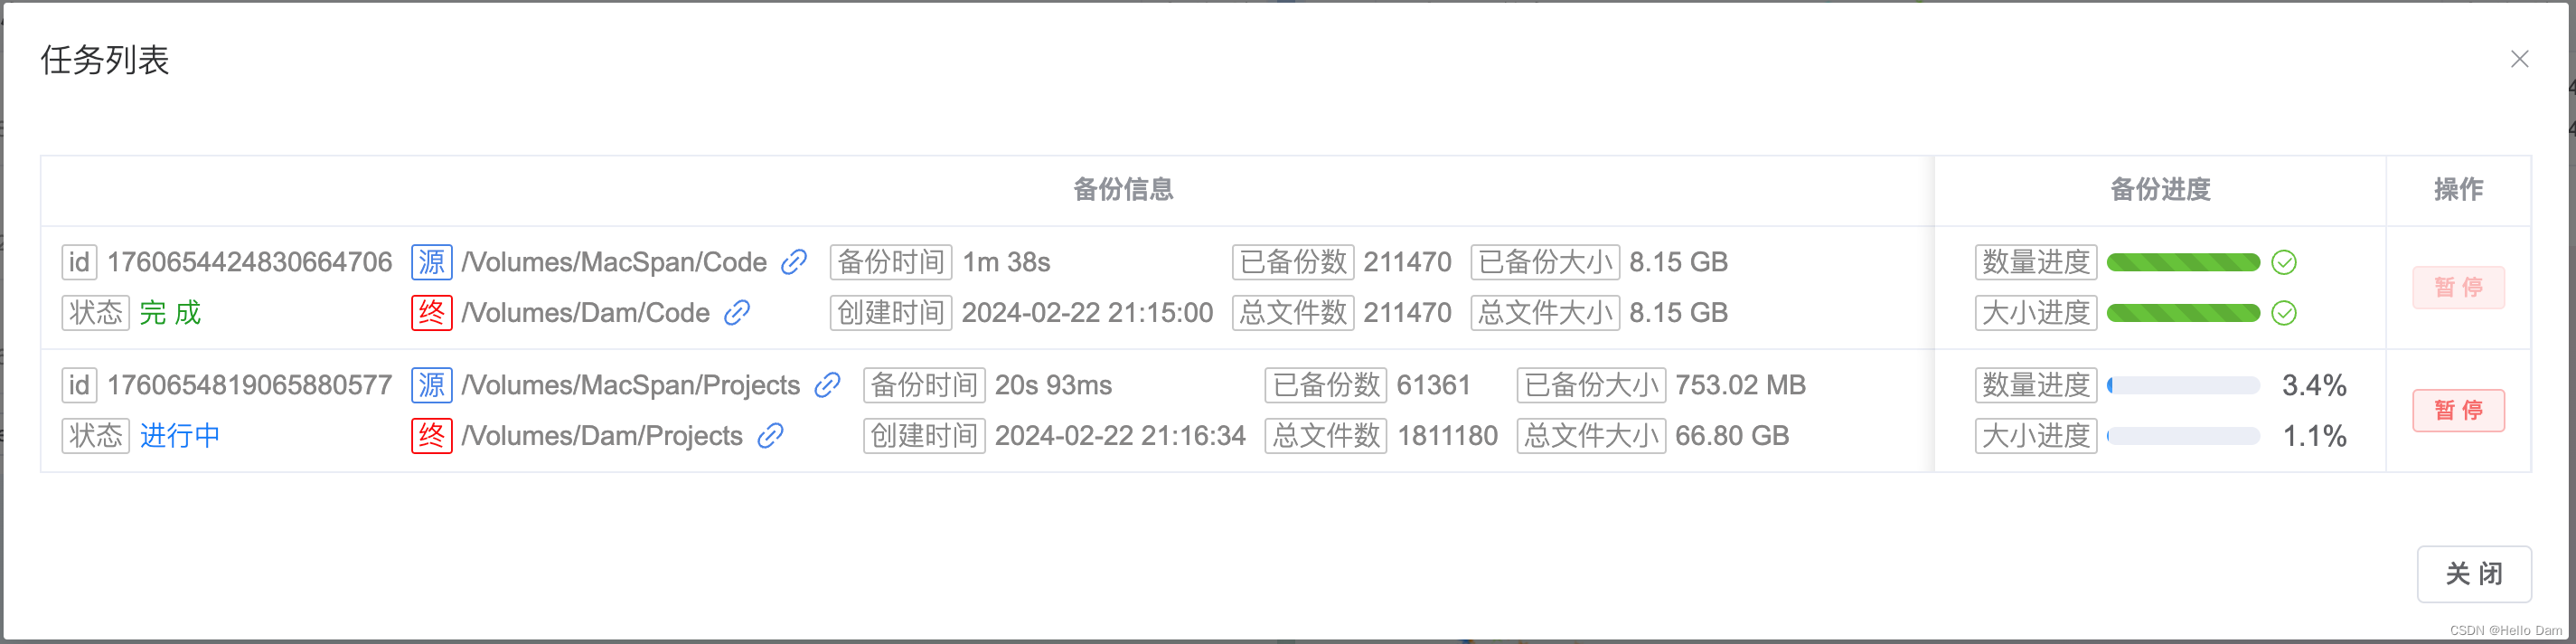 任务列表
备份信息 备份进度 操作
id 1760654424830664706 源 /Volumes/MacSpan/Code 备份时间 1m 38s 已备份数 211470 已备份大小 8.15 GB 数量进度
状态 完 成 终 /Volumes/Dam/Code 创建时间 2024-02-22 21:15:00 总文件数 211470 总文件大小 8.15 GB 大小进度
暂 停
id 1760654819065880577 源 /Volumes/MacSpan/Projects 备份时间 20s 93ms 已备份数 61361 已备份大小 753.02 MB 数量进度 3.4%
状态 进行中 终 /Volumes/Dam/Projects 创建时间 2024-02-22 21:16:34 总文件数 1811180 总文件大小 66.80 GB 大小进度 1.1%
暂 停
关 闭
CSDN @Hello Dam